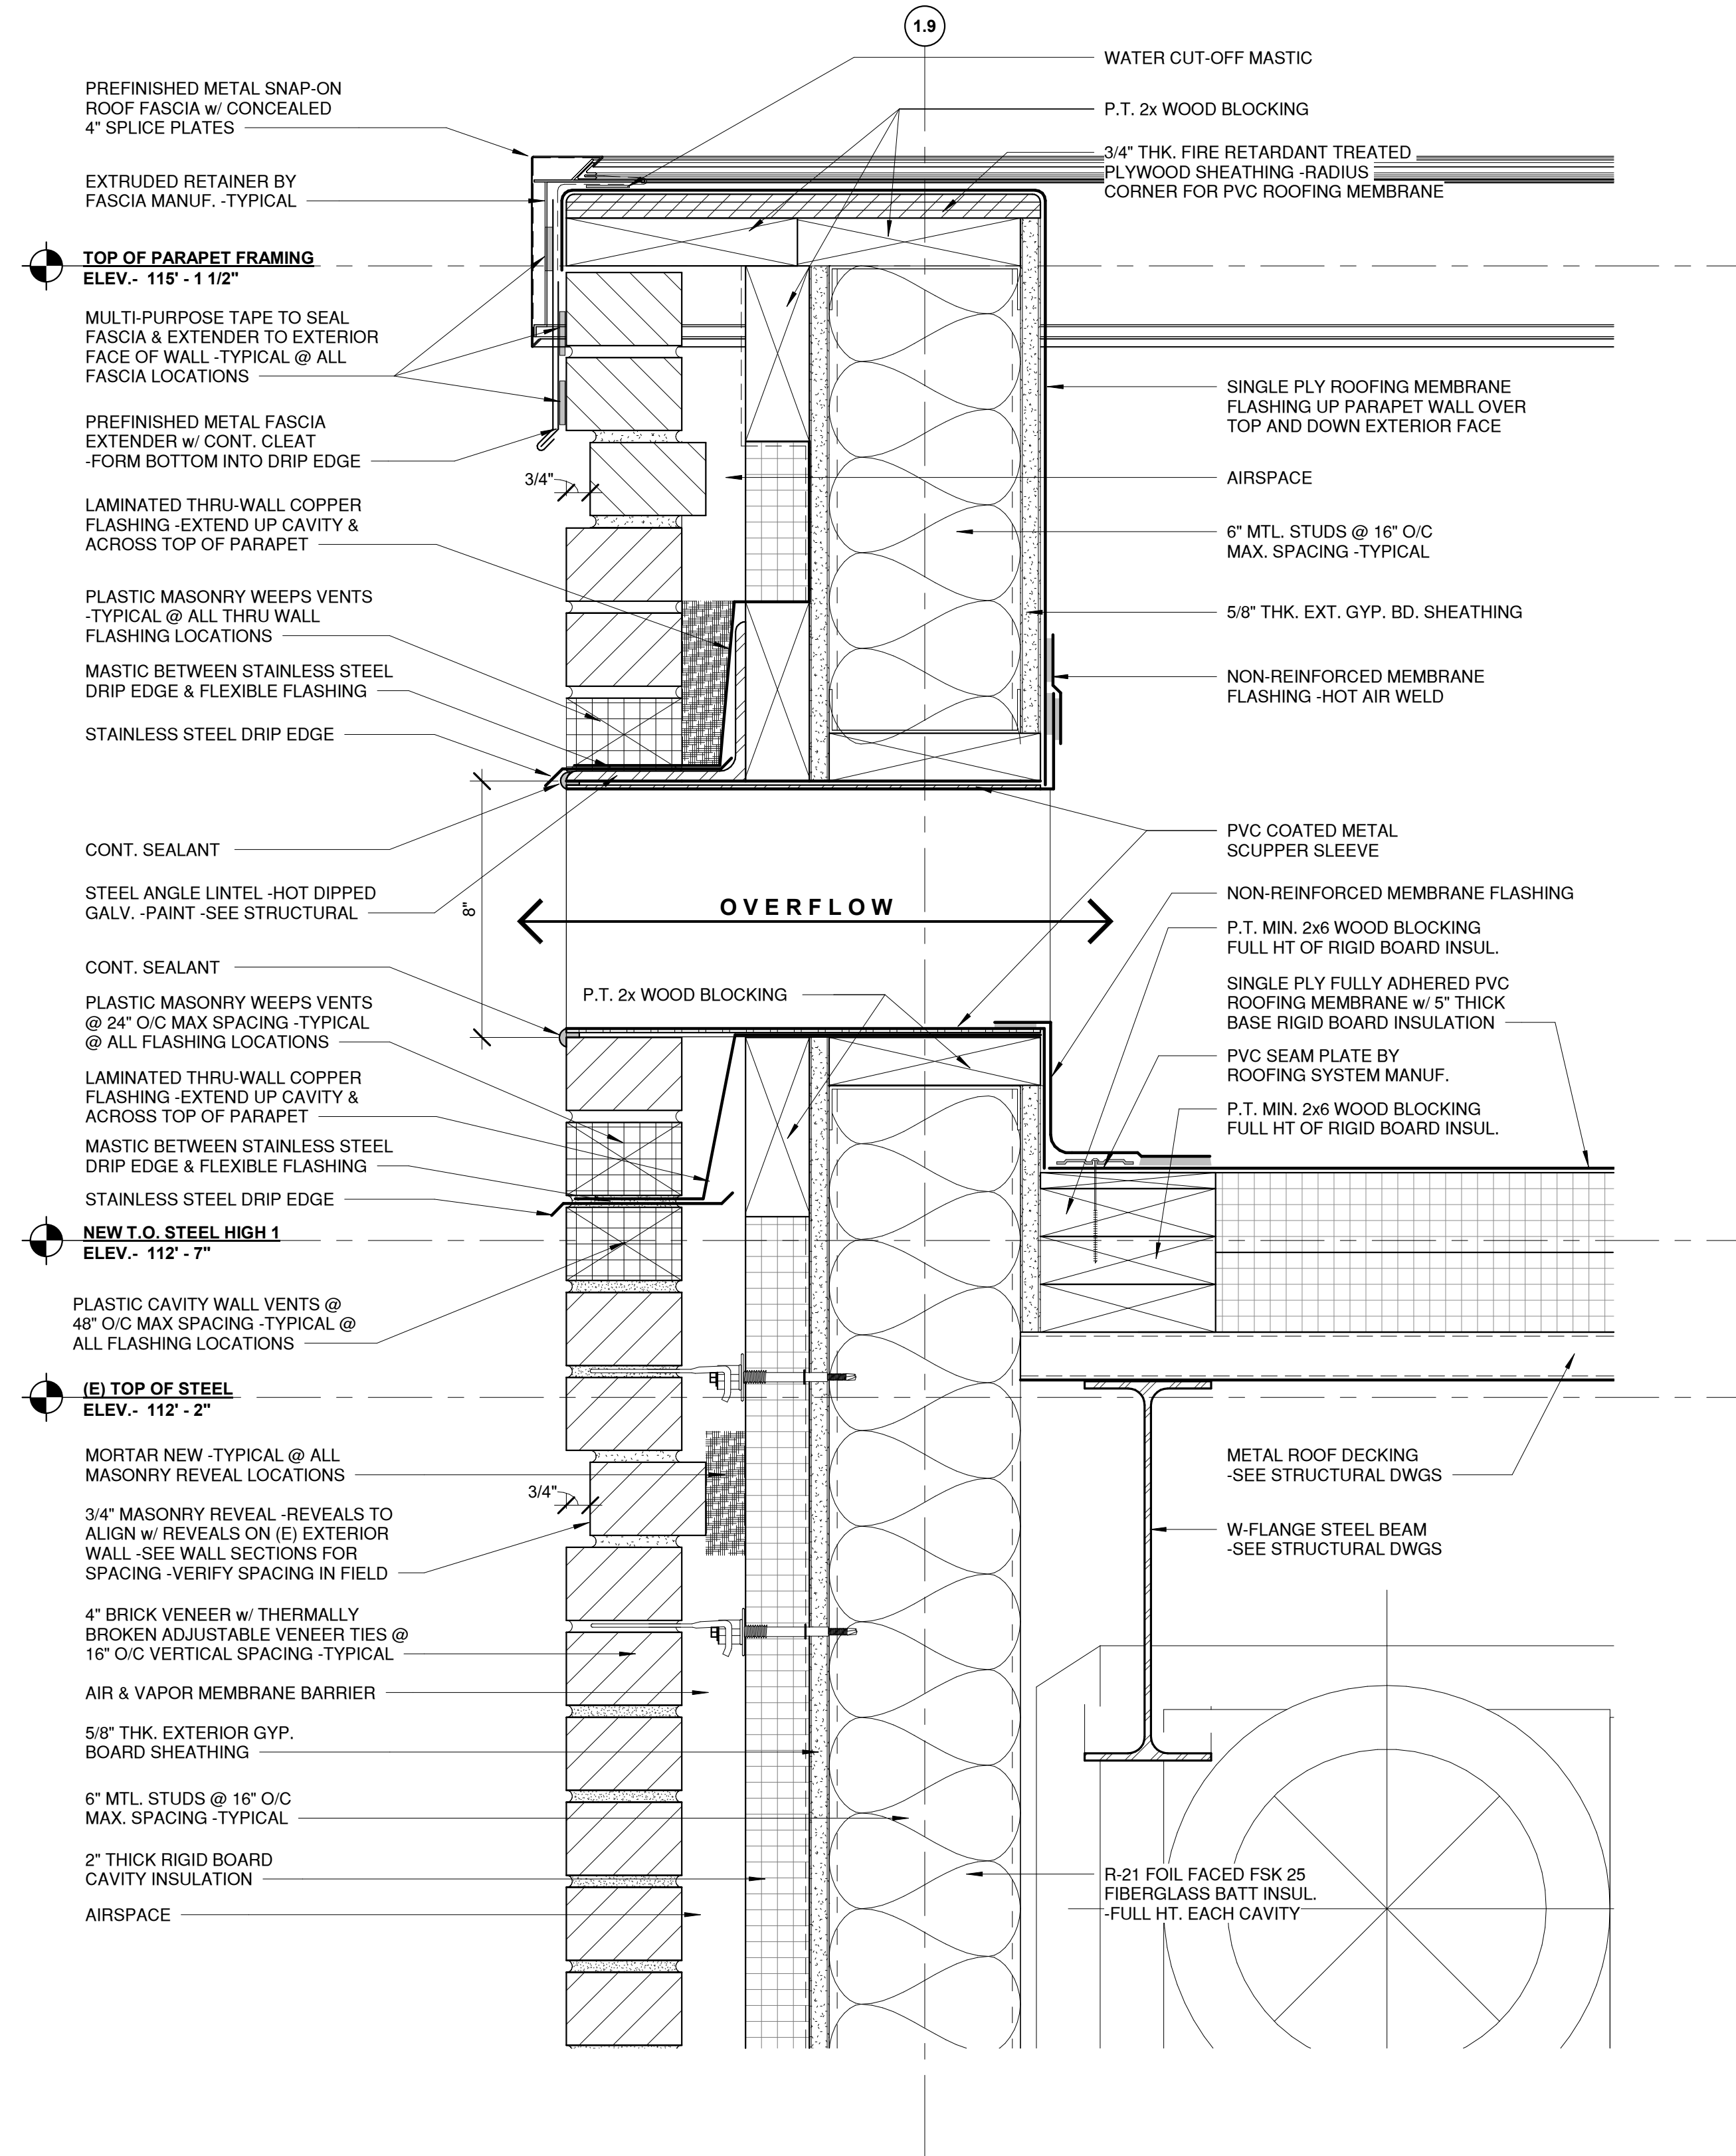 1.9
PREFINISHED METAL SNAP-ON
ROOF FASCIA w/ CONCEALED
4" SPLICE PLATES
EXTRUDED RETAINER BY
FASCIA MANUF. -TYPICAL
TOP OF PARAPET FRAMING
ELEV.- 115' - 1 1/2"
MULTI-PURPOSE TAPE TO SEAL
FASCIA & EXTENDER TO EXTERIOR
FACE OF WALL -TYPICAL @ ALL
FASCIA LOCATIONS
PREFINISHED METAL FASCIA
EXTENDER w/ CONT. CLEAT
-FORM BOTTOM INTO DRIP EDGE
LAMINATED THRU-WALL COPPER
FLASHING -EXTEND UP CAVITY &
ACROSS TOP OF PARAPET
PLASTIC MASONRY WEEPS VENTS
-TYPICAL @ ALL THRU WALL
FLASHING LOCATIONS
MASTIC BETWEEN STAINLESS STEEL
DRIP EDGE & FLEXIBLE FLASHING
STAINLESS STEEL DRIP EDGE
CONT. SEALANT
STEEL ANGLE LINTEL -HOT DIPPED
GALV. -PAINT -SEE STRUCTURAL
CONT. SEALANT
PLASTIC MASONRY WEEPS VENTS
@ 24" O/C MAX SPACING -TYPICAL
@ ALL FLASHING LOCATIONS
LAMINATED THRU-WALL COPPER
FLASHING -EXTEND UP CAVITY &
ACROSS TOP OF PARAPET
MASTIC BETWEEN STAINLESS STEEL
DRIP EDGE & FLEXIBLE FLASHING
STAINLESS STEEL DRIP EDGE
NEW T.O. STEEL HIGH 1
ELEV.- 112' - 7"
PLASTIC CAVITY WALL VENTS @
48" O/C MAX SPACING -TYPICAL @
ALL FLASHING LOCATIONS
(E) TOP OF STEEL
ELEV.- 112' - 2"
MORTAR NEW -TYPICAL @ ALL
MASONRY REVEAL LOCATIONS
3/4" MASONRY REVEAL -REVEALS TO
ALIGN w/ REVEALS ON (E) EXTERIOR
WALL -SEE WALL SECTIONS FOR
SPACING -VERIFY SPACING IN FIELD
4" BRICK VENEER w/ THERMALLY
BROKEN ADJUSTABLE VENEER TIES @
16" O/C VERTICAL SPACING -TYPICAL
AIR & VAPOR MEMBRANE BARRIER
5/8" THK. EXTERIOR GYP.
BOARD SHEATHING
6" MTL. STUDS @ 16" O/C
MAX. SPACING -TYPICAL
2" THICK RIGID BOARD
CAVITY INSULATION
AIRSPACE
3/4"
8"
OVERFLOW
P.T. 2x WOOD BLOCKING
3/4"
WATER CUT-OFF MASTIC
P.T. 2x WOOD BLOCKING
3/4" THK. FIRE RETARDANT TREATED
PLYWOOD SHEATHING -RADIUS
CORNER FOR PVC ROOFING MEMBRANE
SINGLE PLY ROOFING MEMBRANE
FLASHING UP PARAPET WALL OVER
TOP AND DOWN EXTERIOR FACE
AIRSPACE
6" MTL. STUDS @ 16" O/C
MAX. SPACING -TYPICAL
5/8" THK. EXT. GYP. BD. SHEATHING
NON-REINFORCED MEMBRANE
FLASHING -HOT AIR WELD
PVC COATED METAL
SCUPPER SLEEVE
NON-REINFORCED MEMBRANE FLASHING
P.T. MIN. 2x6 WOOD BLOCKING
FULL HT OF RIGID BOARD INSUL.
SINGLE PLY FULLY ADHERED PVC
ROOFING MEMBRANE w/ 5" THICK
BASE RIGID BOARD INSULATION
PVC SEAM PLATE BY
ROOFING SYSTEM MANUF.
P.T. MIN. 2x6 WOOD BLOCKING
FULL HT OF RIGID BOARD INSUL.
METAL ROOF DECKING
-SEE STRUCTURAL DWGS
W-FLANGE STEEL BEAM
-SEE STRUCTURAL DWGS
R-21 FOIL FACED FSK 25
FIBERGLASS BATT INSUL.
-FULL HT. EACH CAVITY